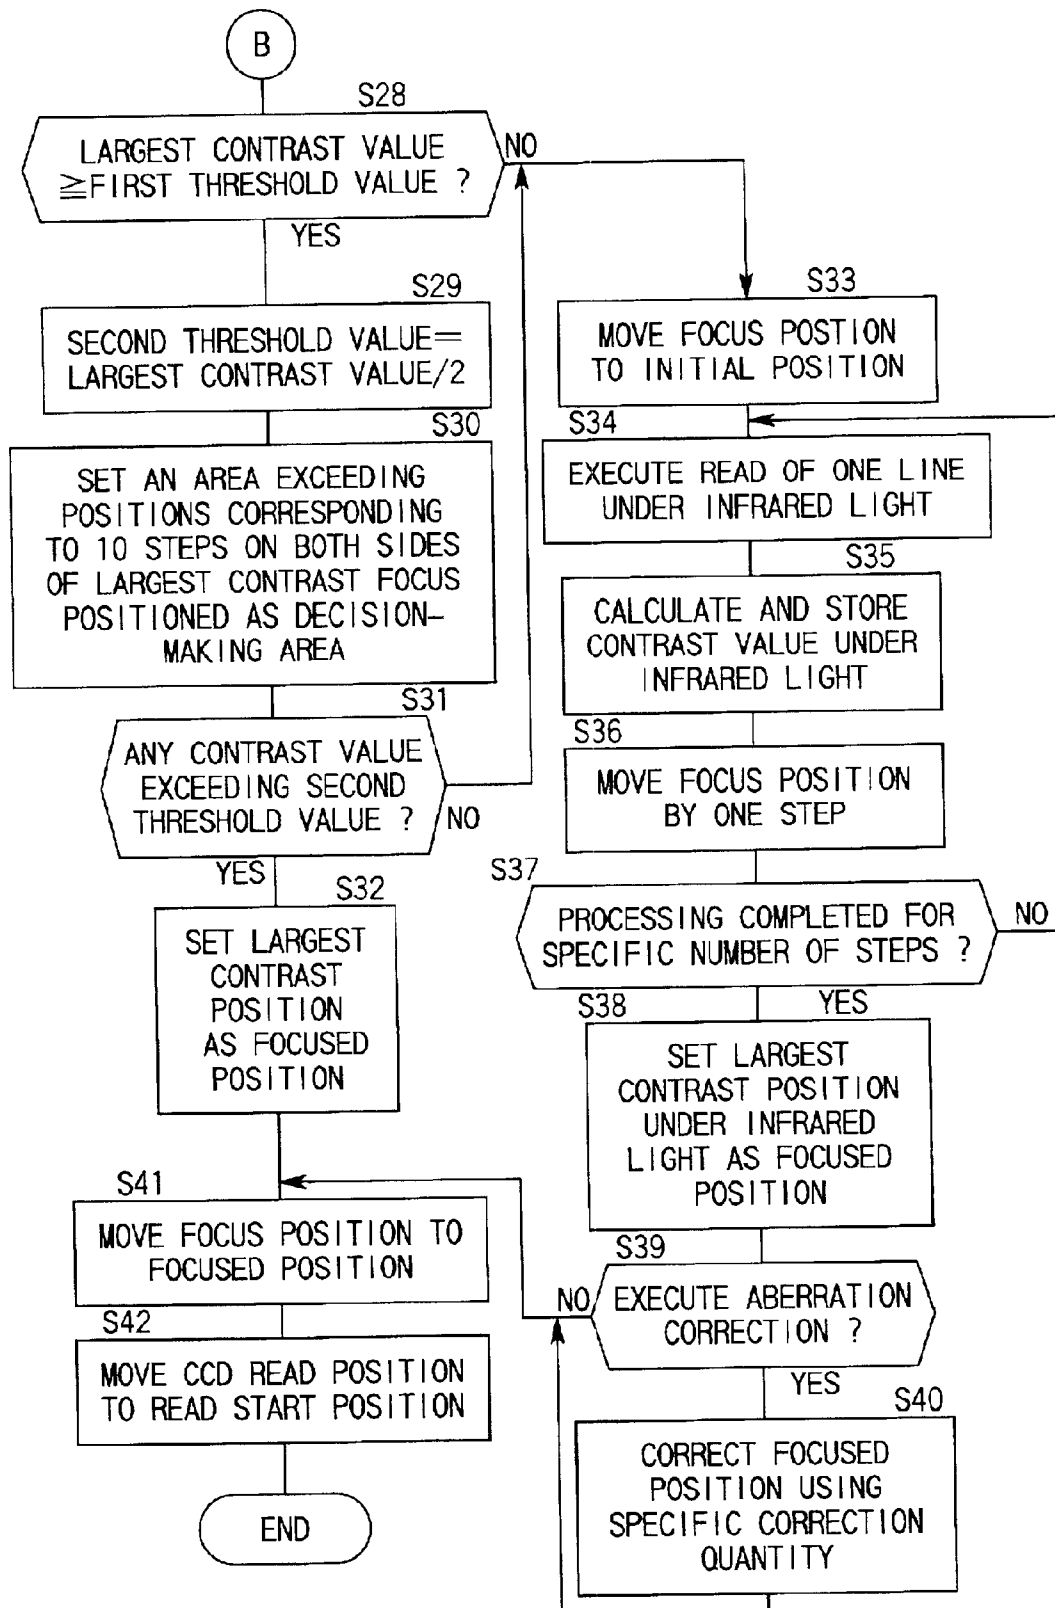 B
S28
LARGEST CONTRAST VALUE
≧FIRST THRESHOLD VALUE ?
NO
YES
S29
SECOND THRESHOLD VALUE=
LARGEST CONTRAST VALUE/2
S30
SET AN AREA EXCEEDING
POSITIONS CORRESPONDING
TO 10 STEPS ON BOTH SIDES
OF LARGEST CONTRAST FOCUS
POSITIONED AS DECISION-
MAKING AREA
S31
ANY CONTRAST VALUE
EXCEEDING SECOND
THRESHOLD VALUE ?
NO
YES
S32
SET LARGEST
CONTRAST
POSITION
AS FOCUSED
POSITION
S33
MOVE FOCUS POSTION
TO INITIAL POSITION
S34
EXECUTE READ OF ONE LINE
UNDER INFRARED LIGHT
S35
CALCULATE AND STORE
CONTRAST VALUE UNDER
INFRARED LIGHT
S36
MOVE FOCUS POSITION
BY ONE STEP
S37
PROCESSING COMPLETED FOR
SPECIFIC NUMBER OF STEPS ?
NO
YES
S38
SET LARGEST
CONTRAST POSITION
UNDER INFRARED
LIGHT AS FOCUSED
POSITION
S39
EXECUTE ABERRATION
CORRECTION ?
NO
YES
S40
CORRECT FOCUSED
POSITION USING
SPECIFIC CORRECTION
QUANTITY
S41
MOVE FOCUS POSITION TO
FOCUSED POSITION
S42
MOVE CCD READ POSITION
TO READ START POSITION
END